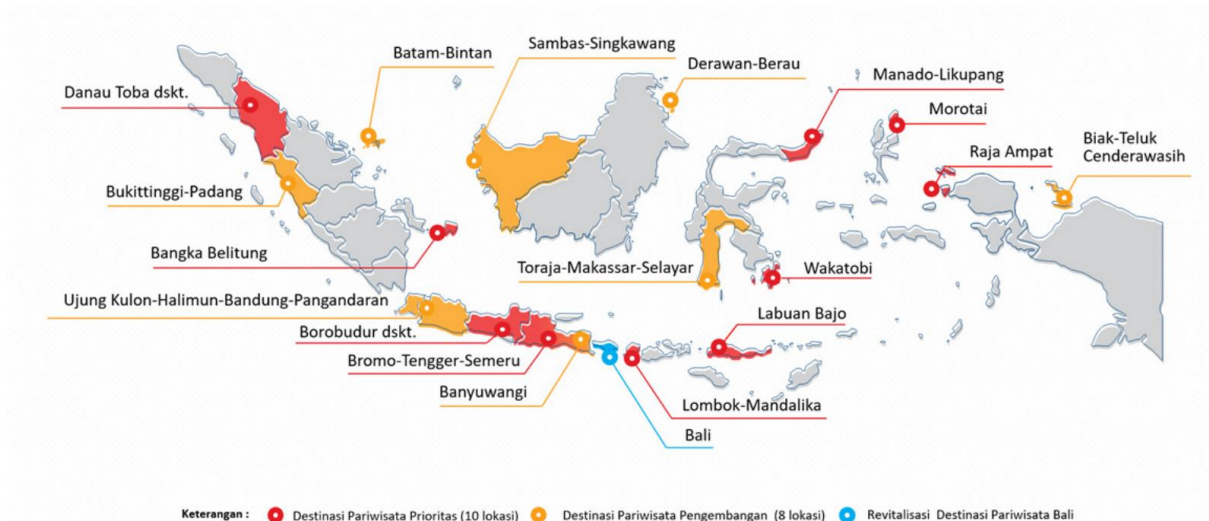 Batam-Bintan
Sambas-Singkawang
Derawan-Berau
Manado-Likupang
Danau Toba dskt.
Morotai
Raja Ampat
Biak-Teluk
Cenderawasih
Bukittinggi-Padang
Bangka Belitung
Toraja-Makassar-Selayar
Wakatobi
Ujung Kulon-Halimun-Bandung-Pangandaran
Labuan Bajo
Borobudur dskt.
Bromo-Tengger-Semeru
Banyuwangi
Lombok-Mandalika
Bali
Keterangan : Destinasi Pariwisata Prioritas (10 lokasi) Destinasi Pariwisata Pengembangan (8 lokasi) Revitalisasi Destinasi Pariwisata Bali